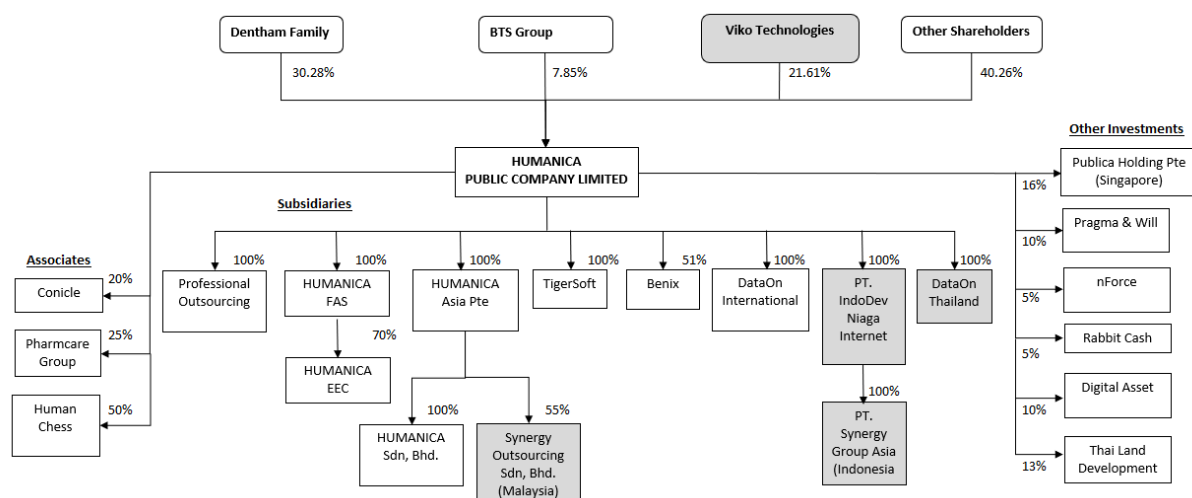 Dentham Family
BTS Group
Viko Technologies
Other Shareholders
30.28%
7.85%
21.61%
40.26%
HUMANICA
PUBLIC COMPANY LIMITED
Other Investments
Publica Holding Pte
(Singapore)
16%
Pragma & Will
10%
nForce
5%
Rabbit Cash
5%
Digital Asset
10%
Thai Land
Development
13%
Subsidiaries
100%
Professional
Outsourcing
100%
HUMANICA
FAS
70%
HUMANICA
EEC
100%
HUMANICA
Asia Pte
100%
HUMANICA
Sdn, Bhd.
55%
Synergy
Outsourcing
Sdn, Bhd.
(Malaysia)
100%
TigerSoft
51%
Benix
100%
DataOn
International
100%
PT.
IndoDev
Niaga
Internet
100%
PT.
Synergy
Group Asia
(Indonesia
100%
DataOn
Thailand
Associates
20%
Conicle
25%
Pharmcare
Group
50%
Human
Chess